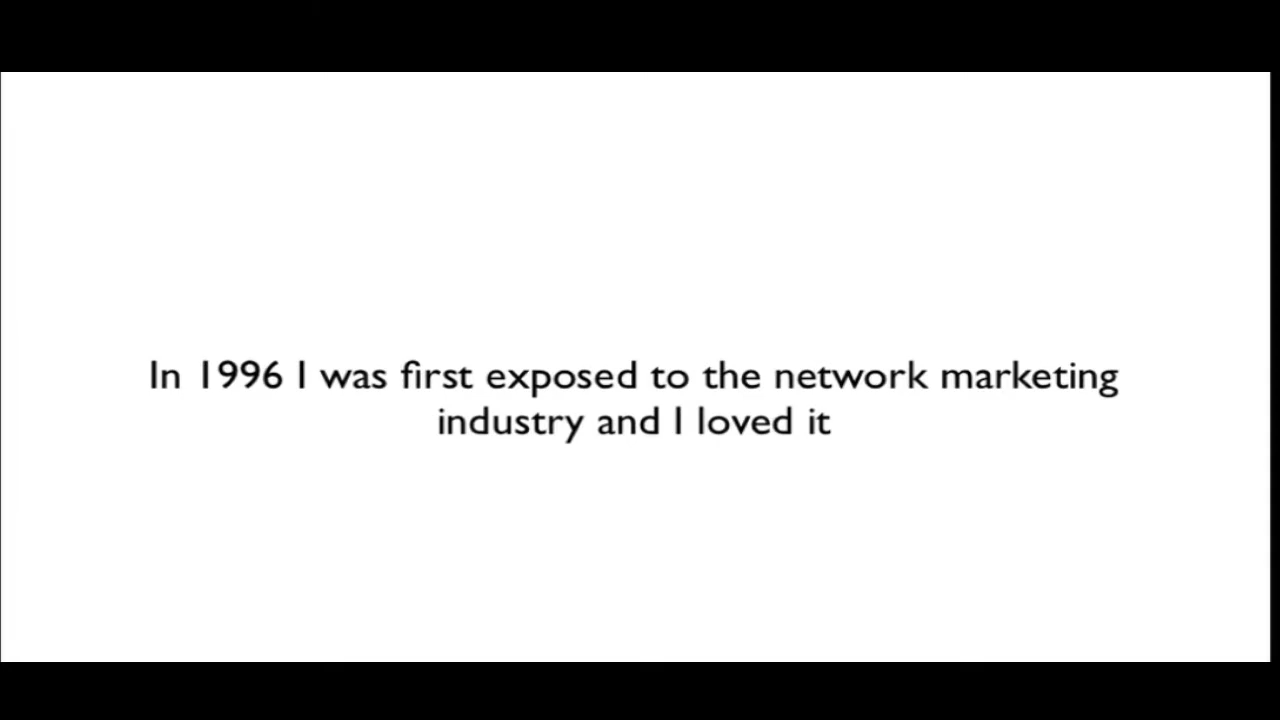 In 1996 I was first exposed to the network marketing
industry and I loved it